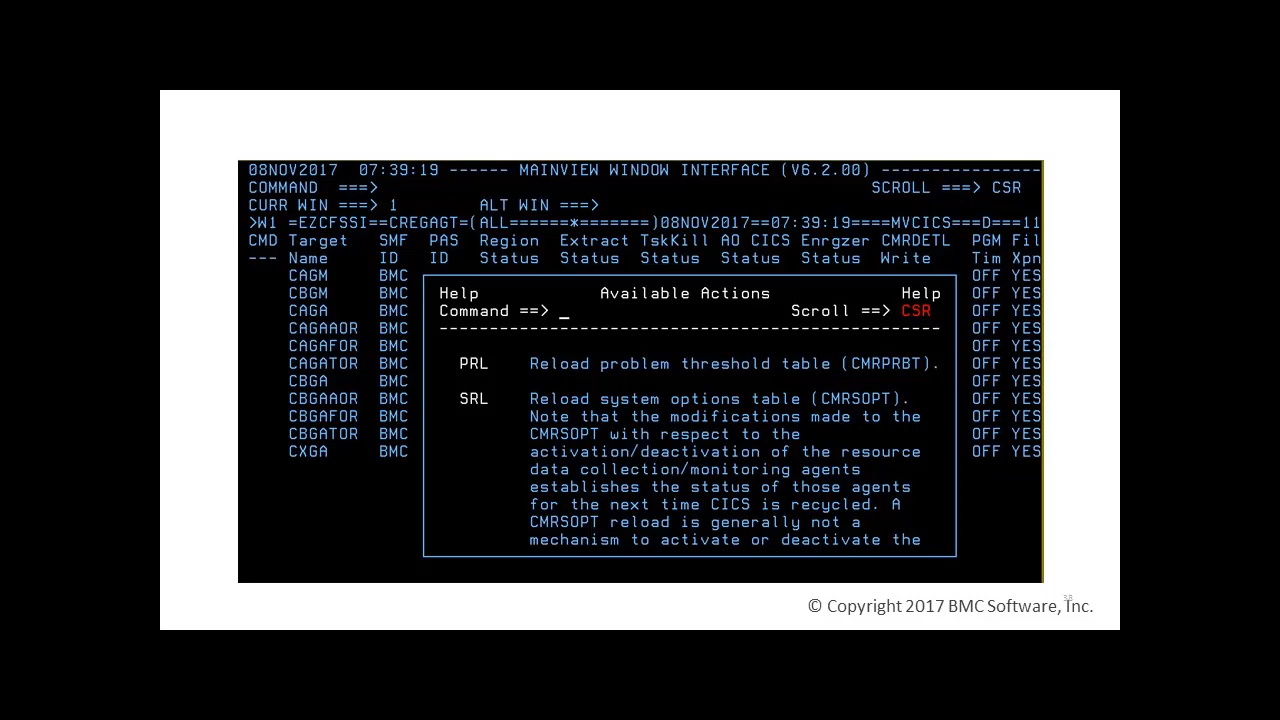 08NOV2017  07:39:19 ------ MAINVIEW WINDOW INTERFACE (V6.2.00) ----------------
COMMAND  ===>                                                 SCROLL ===> CSR
CURR WIN ===> 1        ALT WIN ===>
>W1 =EZCFSSI==CREGAGT=(ALL======*=======)08NOV2017==07:39:19====MVCICS===D===11
CMD Target   SMF  PAS  Region  Extract TskKill AO CICS Enrgzer CMRDETL  PGM Fil
--- Name     ID   ID   Status  Status  Status  Status  Status  Write    Tim Xpn
CAGM     BMC  OFF YES
CBGM     BMC  Help            Available Actions             Help  OFF YES
CAGA     BMC  Command ==> _                      Scroll ==> CSR  OFF YES
CAGAAOR  BMC  --------------------------------------------------  OFF YES
CAGAFOR  BMC  OFF YES
CAGATOR  BMC  PRL    Reload problem threshold table (CMRPRBT).  OFF YES
CBGA     BMC  OFF YES
CBGAAOR  BMC  SRL    Reload system options table (CMRSOPT).  OFF YES
CBGAFOR  BMC  Note that the modifications made to the  OFF YES
CBGATOR  BMC  CMRSOPT with respect to the  OFF YES
CXGA     BMC  activation/deactivation of the resource  OFF YES
data collection/monitoring agents
establishes the status of those agents
for the next time CICS is recycled. A
CMRSOPT reload is generally not a
mechanism to activate or deactivate the
© Copyright 2017 BMC Software, Inc.